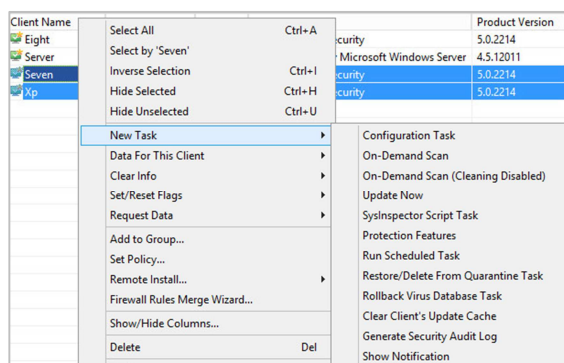 Client Name Product Version
Eight curity 5.0.2214
Server Microsoft Windows Server 4.5.12011
Seven curity 5.0.2214
Xp curity 5.0.2214
Select All Ctrl+A
Select by 'Seven'
Inverse Selection Ctrl+I
Hide Selected Ctrl+H
Hide Unselected Ctrl+U
New Task
Data For This Client
Clear Info
Set/Reset Flags
Request Data
Add to Group...
Set Policy...
Remote Install...
Firewall Rules Merge Wizard...
Show/Hide Columns...
Delete Del
Configuration Task
On-Demand Scan
On-Demand Scan (Cleaning Disabled)
Update Now
SysInspector Script Task
Protection Features
Run Scheduled Task
Restore/Delete From Quarantine Task
Rollback Virus Database Task
Clear Client's Update Cache
Generate Security Audit Log
Show Notification